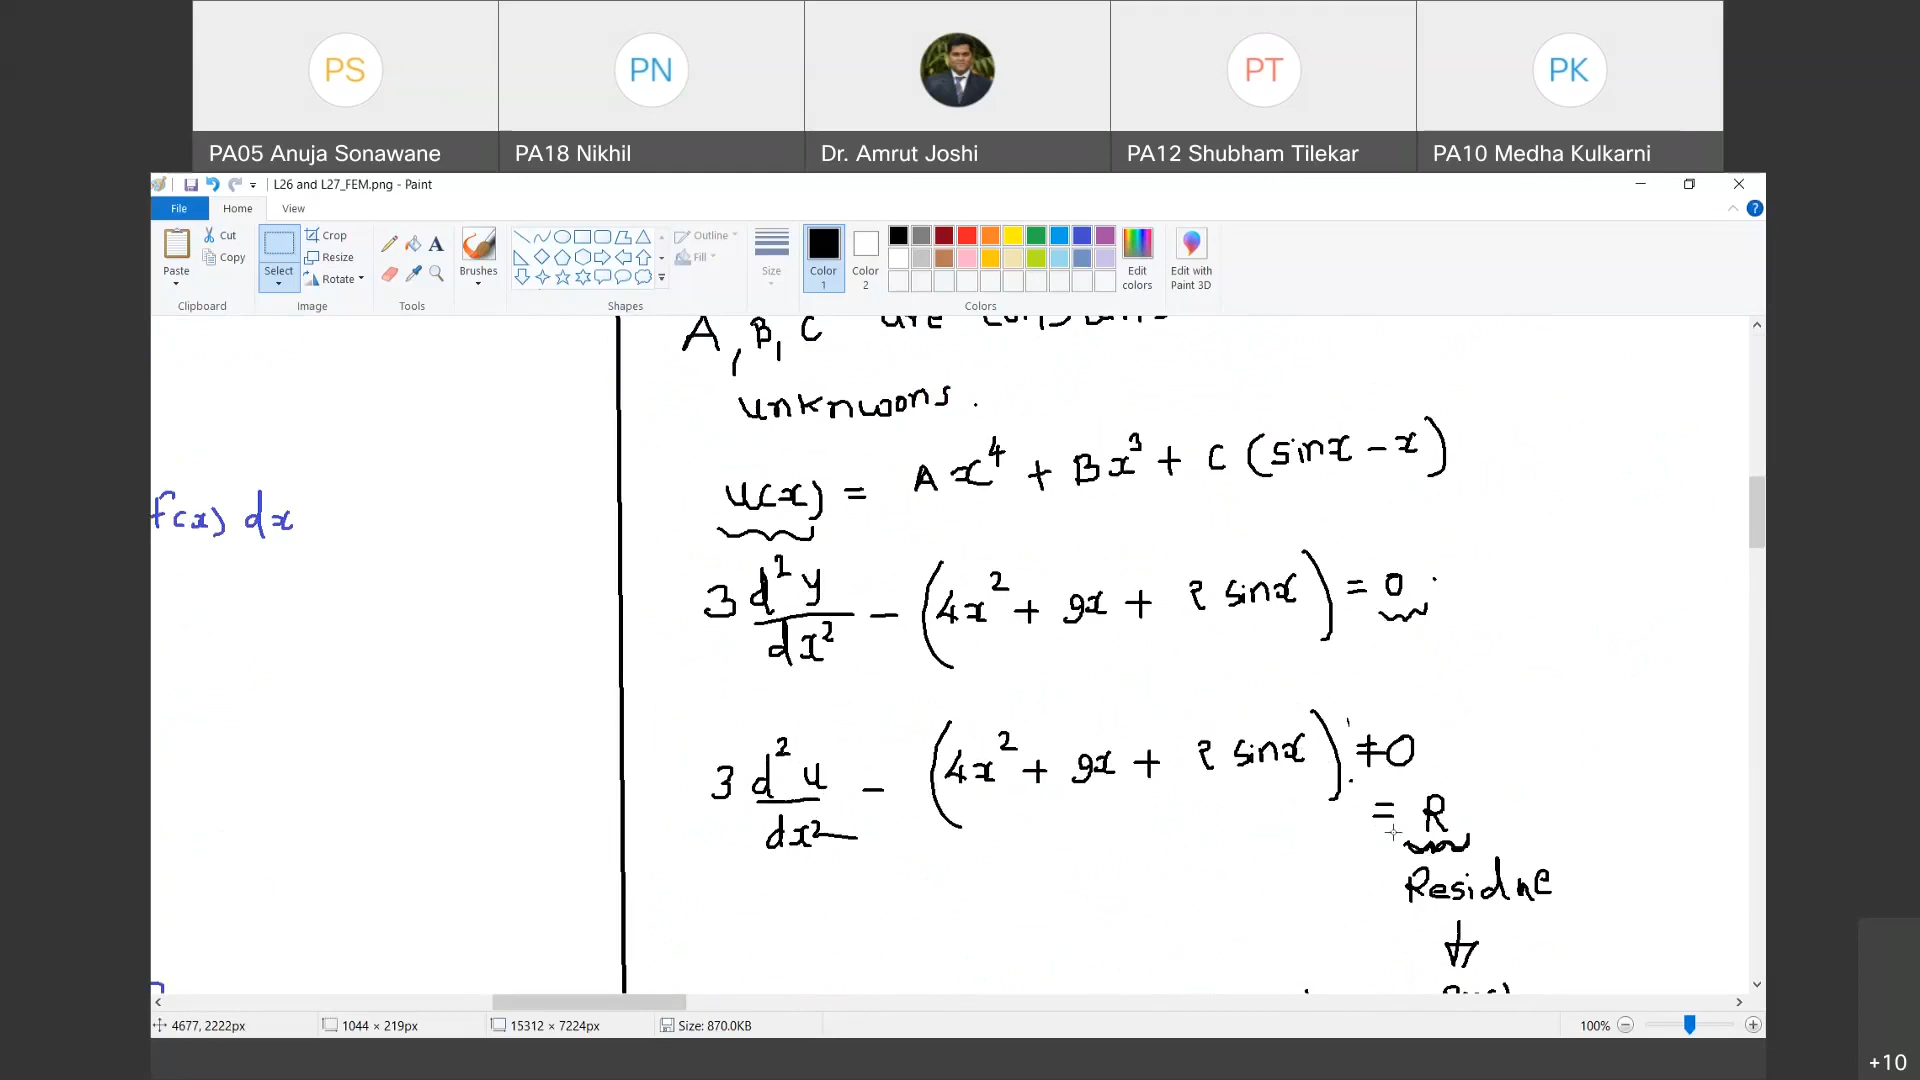 PS
PN
PT
PK
PA05 Anuja Sonawane
PA18 Nikhil
Dr. Amrut Joshi
PA12 Shubham Tilekar
PA10 Medha Kulkarni
L26 and L27_FEM.png - Paint
File
Home
View
Paste
Cut
Copy
Clipboard
Select
Crop
Resize
Rotate
Image
A
Tools
Brushes
Outline
Fill
Shapes
Size
Color 1
Color 2
Edit colors
Colors
Edit with Paint 3D
A, B, C are constants
unknwoons.
u(x) = Ax⁴ + Bx³ + C (sinx - x)
f(x) dx
3 d²y/dx² - (4x² + 9x + 2 sinx) = 0.
3 d²u/dx² - (4x² + 9x + 2 sinx) ≠ 0
= R
Residue
4677, 2222px
1044 × 219px
15312 × 7224px
Size: 870.0KB
100%
+10